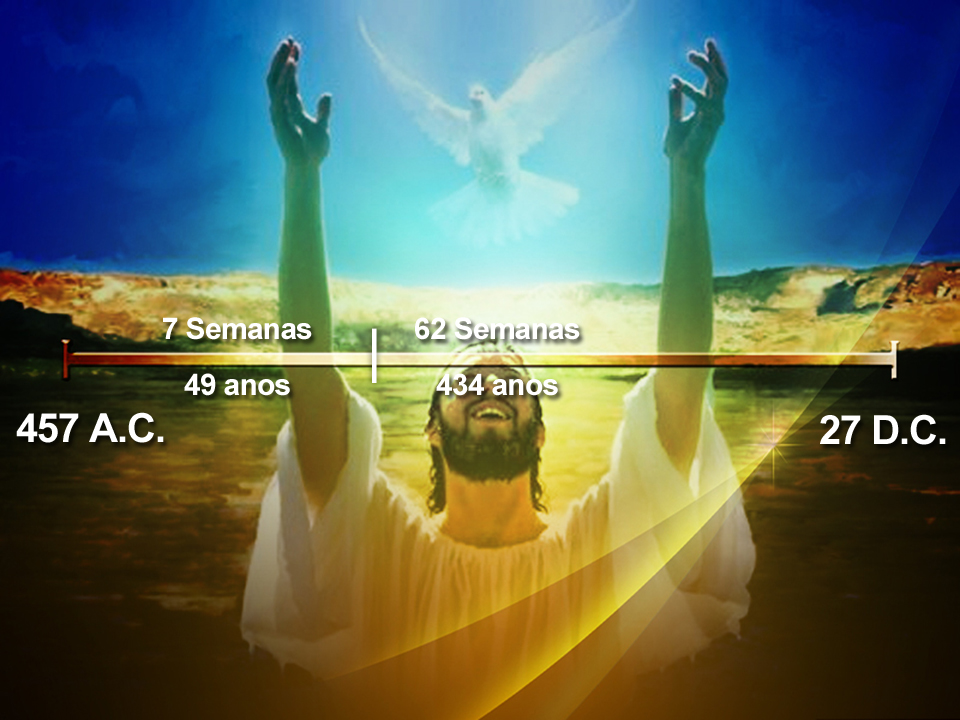 7 Semanas
62 Semanas
49 anos
434 anos
457 A.C.
27 D.C.